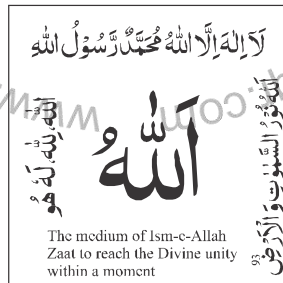 لَآ اِلٰهَ اِلَّا اللّٰهُ مُحَمَّدٌ رَّسُوْلُ اللّٰهِ
اَللّٰهُ نُوْرُ السَّمٰوٰتِ وَ الْاَرْضِ
اَللّٰهُ، لِلّٰهِ، لَهٗ، هُو
اَللّٰهُ
The medium of Ism-e-Allah
Zaat to reach the Divine unity
within a moment
93